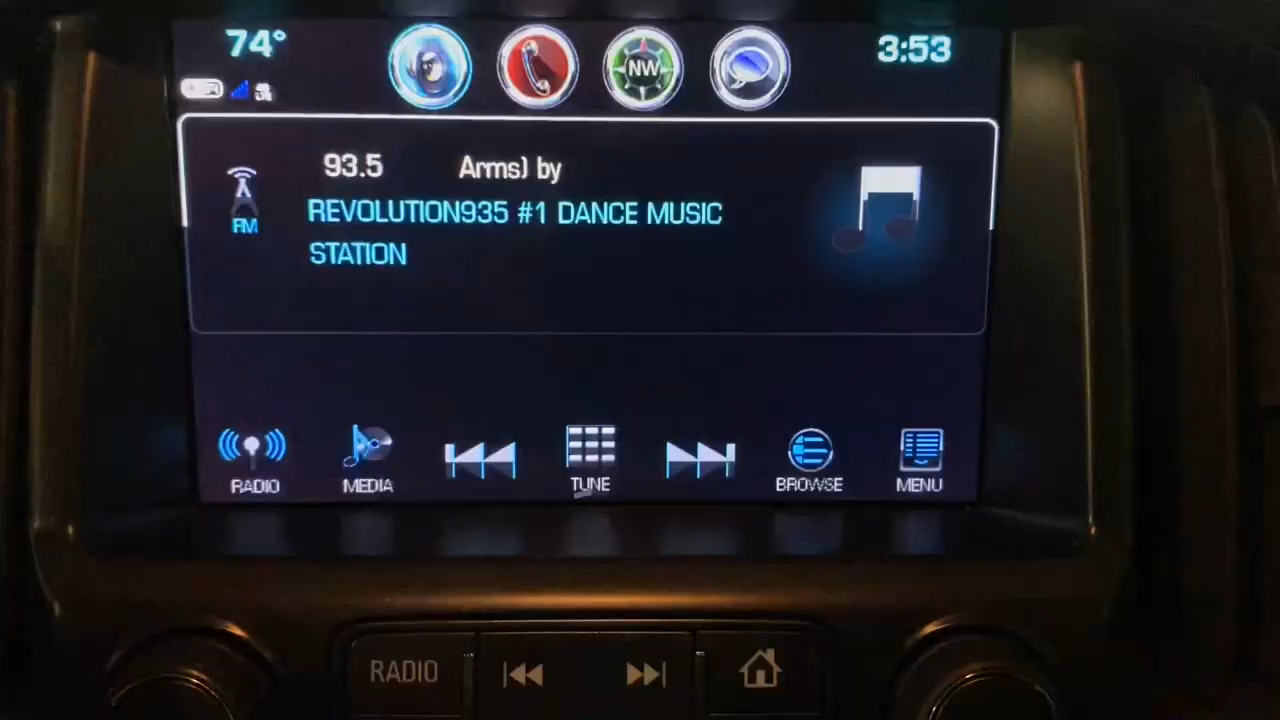 74°
NW
3:53
93.5 Arms) by
FM
REVOLUTION935 #1 DANCE MUSIC
STATION
RADIO MEDIA TUNE BROWSE MENU
RADIO